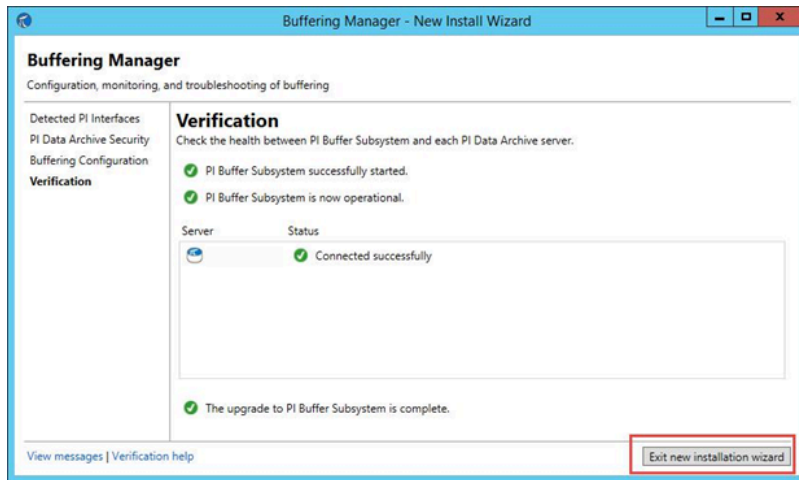 Buffering Manager - New Install Wizard
Buffering Manager
Configuration, monitoring, and troubleshooting of buffering
Detected PI Interfaces
PI Data Archive Security
Buffering Configuration
Verification
Verification
Check the health between PI Buffer Subsystem and each PI Data Archive server.
PI Buffer Subsystem successfully started.
PI Buffer Subsystem is now operational.
Server Status
Connected successfully
The upgrade to PI Buffer Subsystem is complete.
View messages | Verification help
Exit new installation wizard